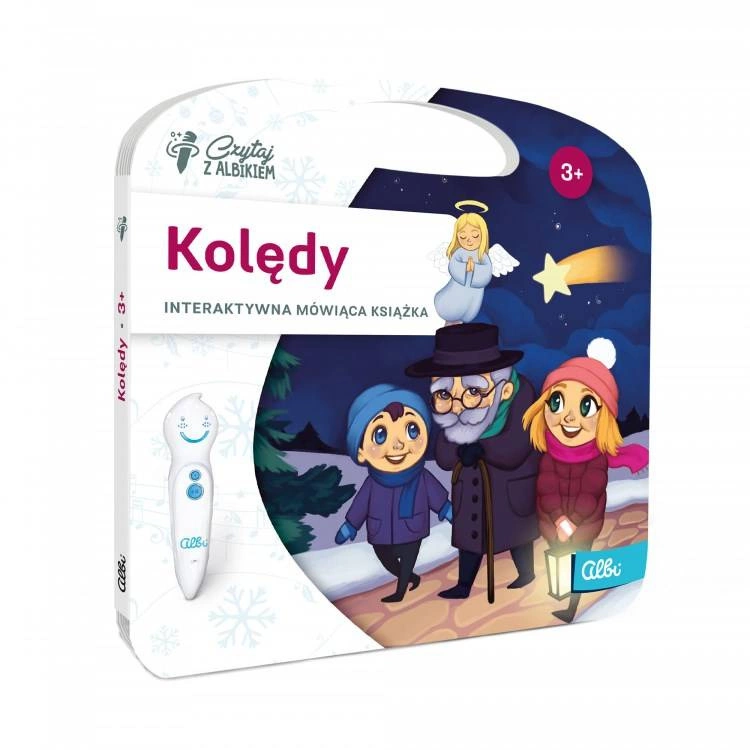 Czytaj
Z ALBIKIEM
3+
Kolędy
INTERAKTYWNA MÓWIĄCA KSIĄŻKA
Kolędy • 3+
albi
Albi
albi